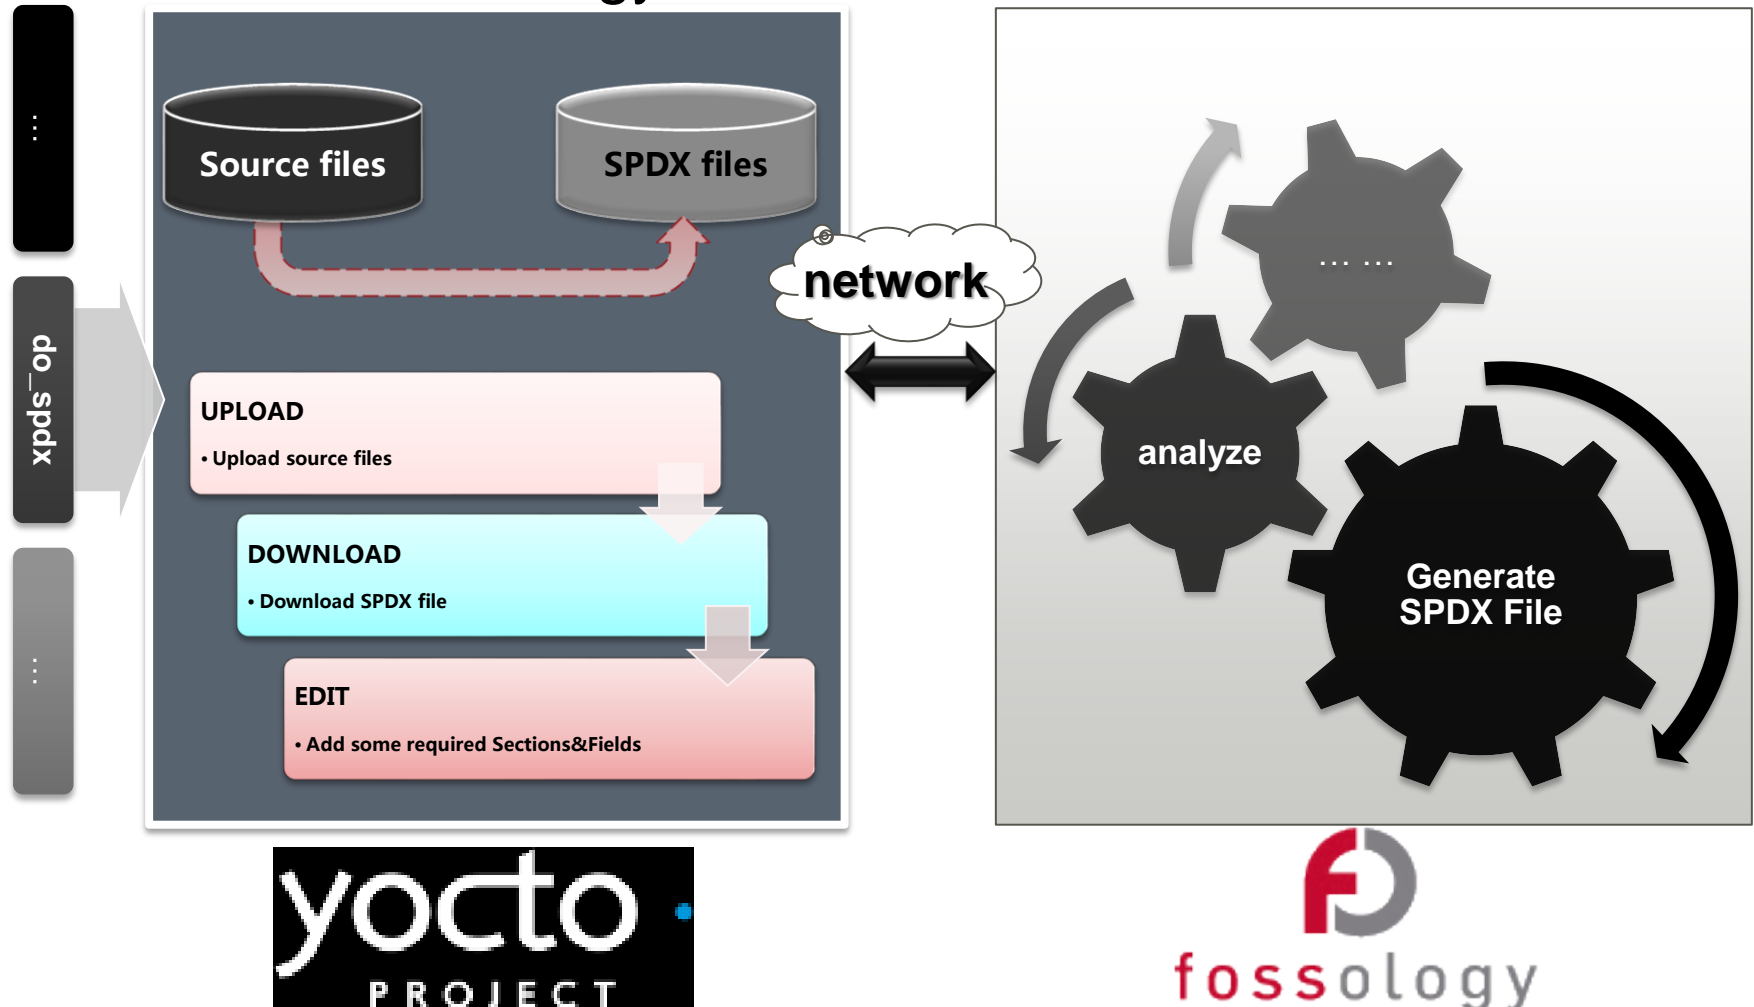 ...
do_spdx
...
Source files
SPDX files
network
UPLOAD
• Upload source files
DOWNLOAD
• Download SPDX file
EDIT
• Add some required Sections&Fields
... ...
analyze
Generate
SPDX File
yocto
PROJECT
fossology